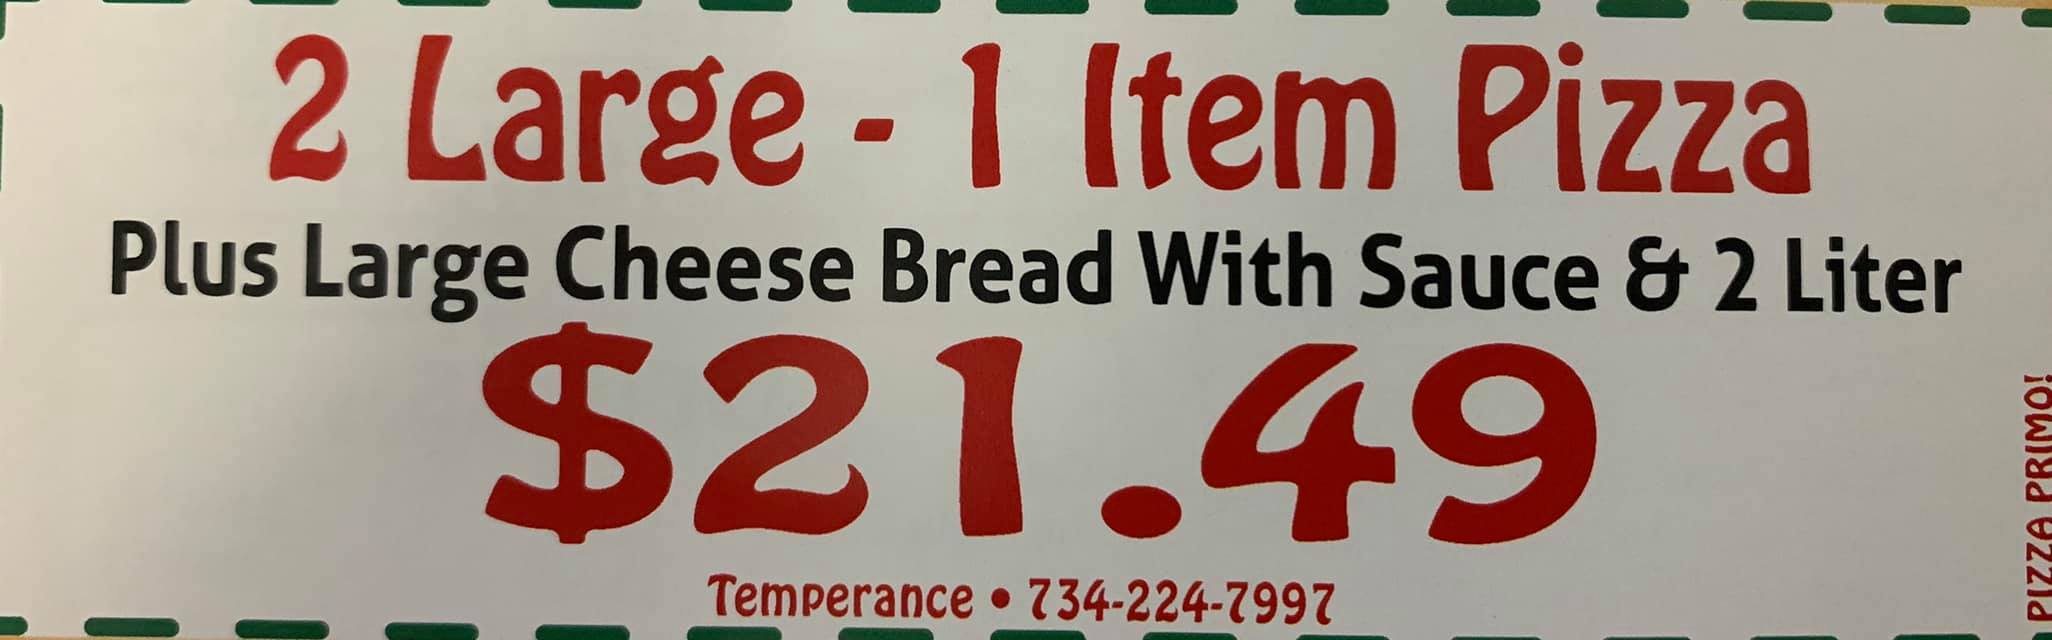 2 Large - 1 Item Pizza
Plus Large Cheese Bread With Sauce & 2 Liter
$21.49
Temperance • 734-224-7997
PIZZA PRIMO!